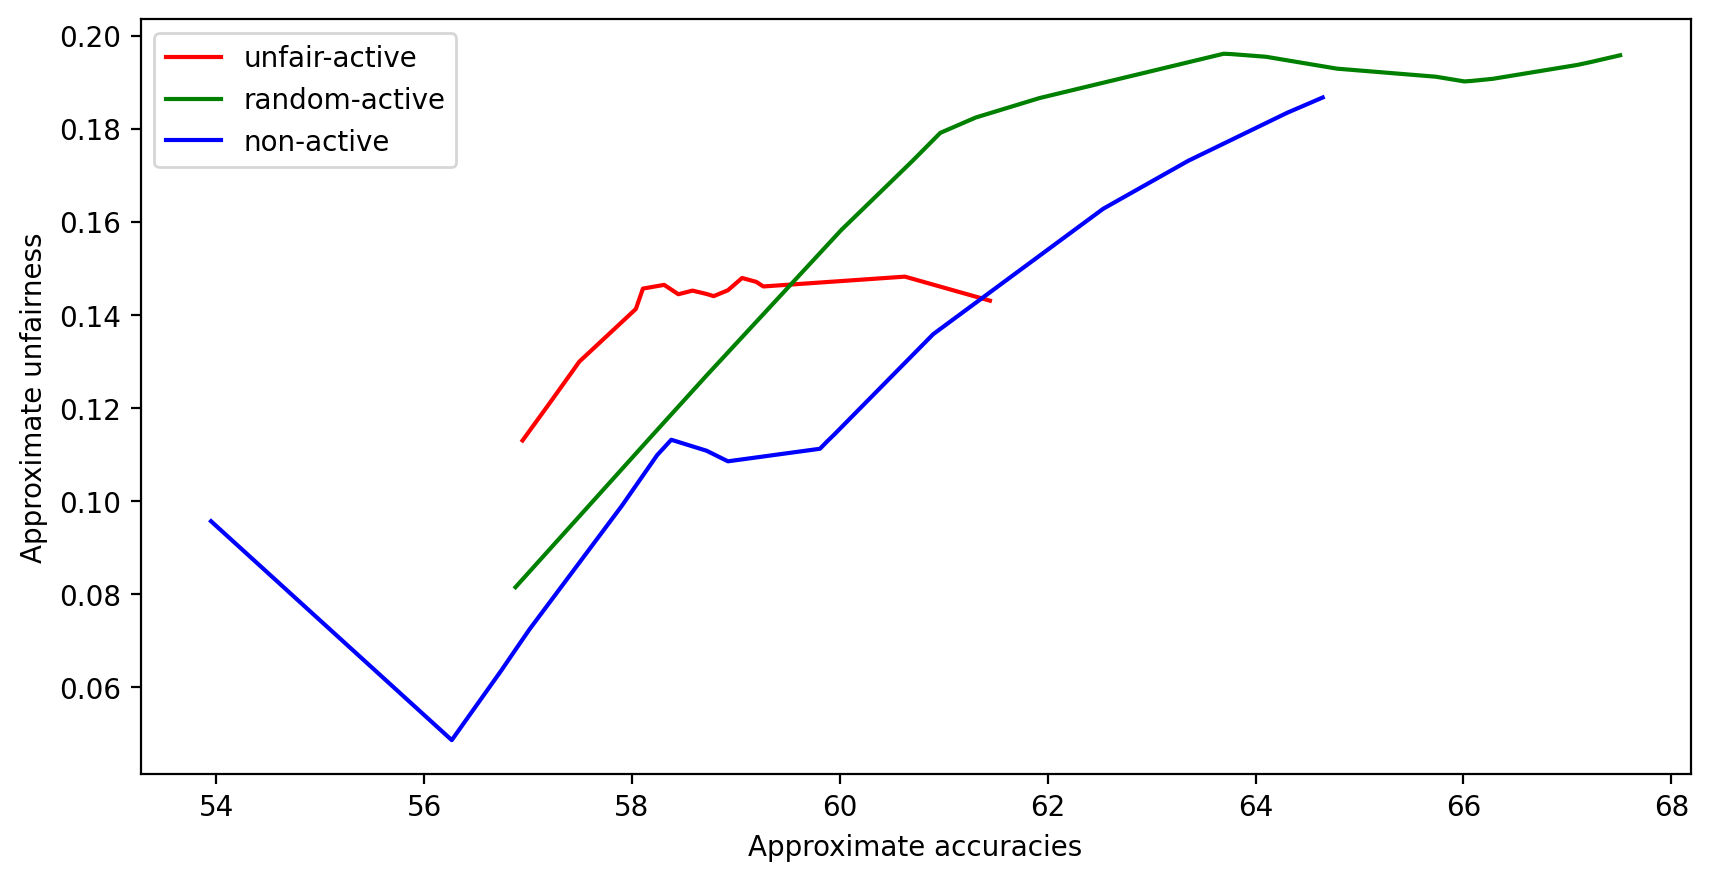 unfair-active
random-active
non-active
0.20
0.18
0.16
0.14
0.12
0.10
0.08
0.06
Approximate unfairness
54 56 58 60 62 64 66 68
Approximate accuracies